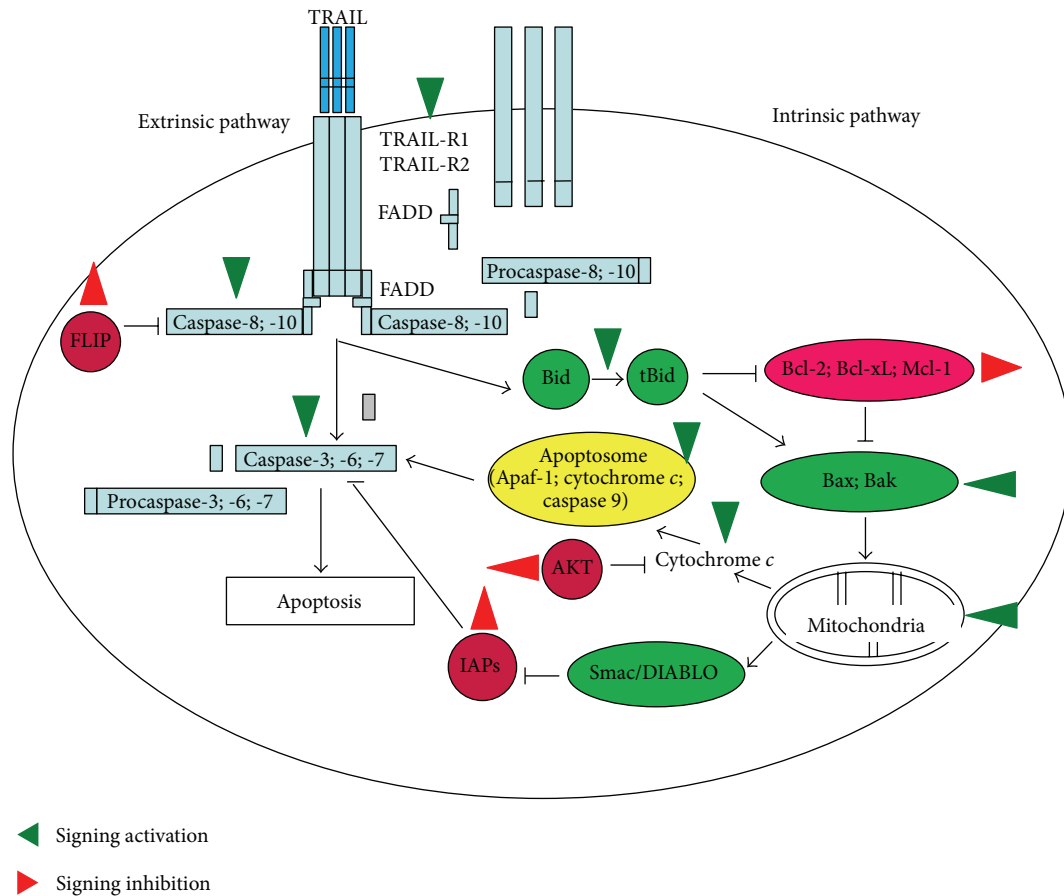 TRAIL
Extrinsic pathway
Intrinsic pathway
TRAIL-R1
TRAIL-R2
FADD
Procaspase-8; -10
FADD
Caspase-8; -10
Caspase-8; -10
FLIP
Bid
tBid
Bcl-2; Bcl-xL; Mcl-1
Caspase-3; -6; -7
Apoptosome
(Apaf-1; cytochrome c;
caspase 9)
Bax; Bak
Procaspase-3; -6; -7
AKT
Cytochrome c
Apoptosis
Mitochondria
IAPs
Smac/DIABLO
Signing activation
Signing inhibition